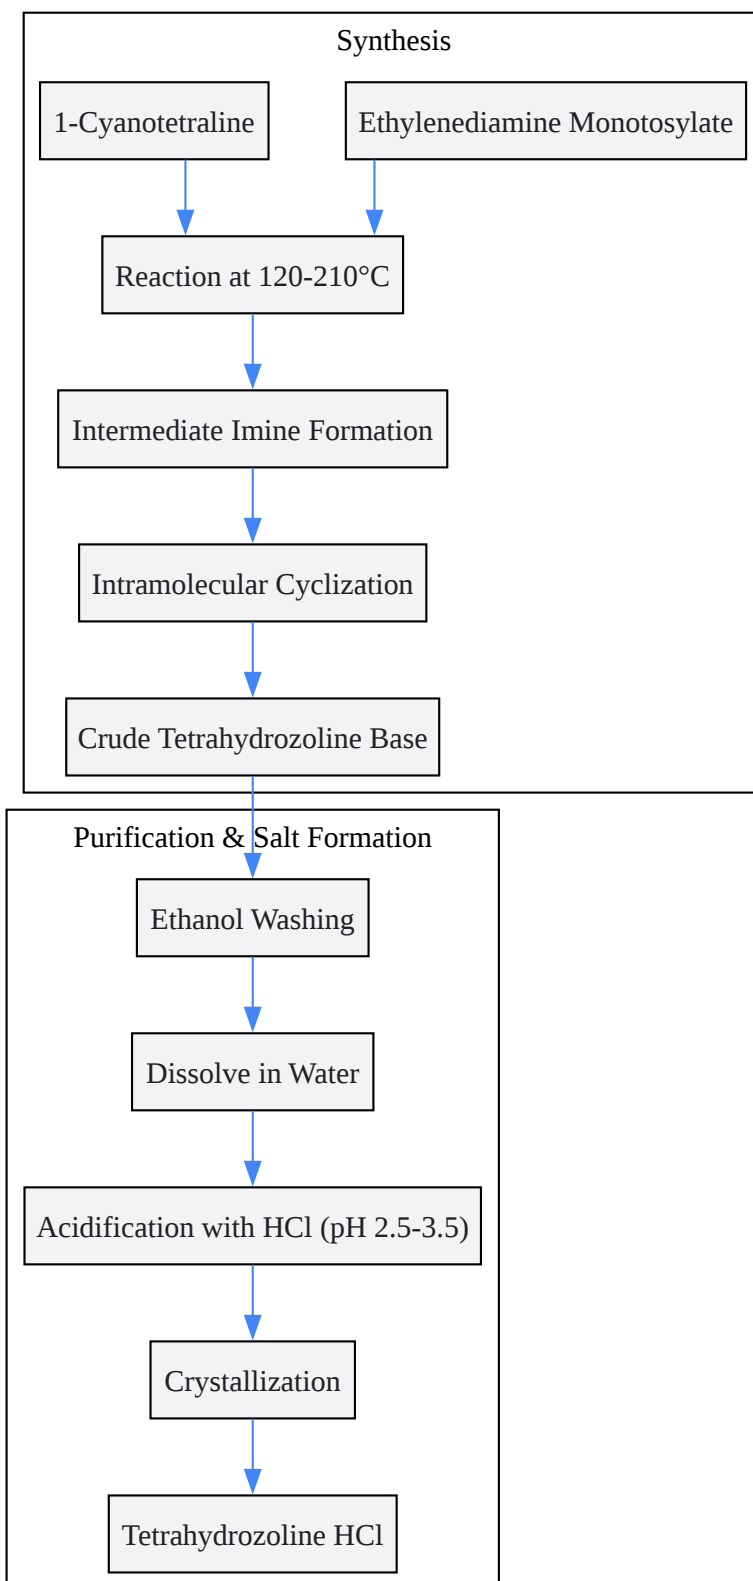 Synthesis
1-Cyanotetraline
Ethylenediamine Monotosylate
Reaction at 120-210°C
Intermediate Imine Formation
Intramolecular Cyclization
Crude Tetrahydrozoline Base
Purification & Salt Formation
Ethanol Washing
Dissolve in Water
Acidification with HCl (pH 2.5-3.5)
Crystallization
Tetrahydrozoline HCl